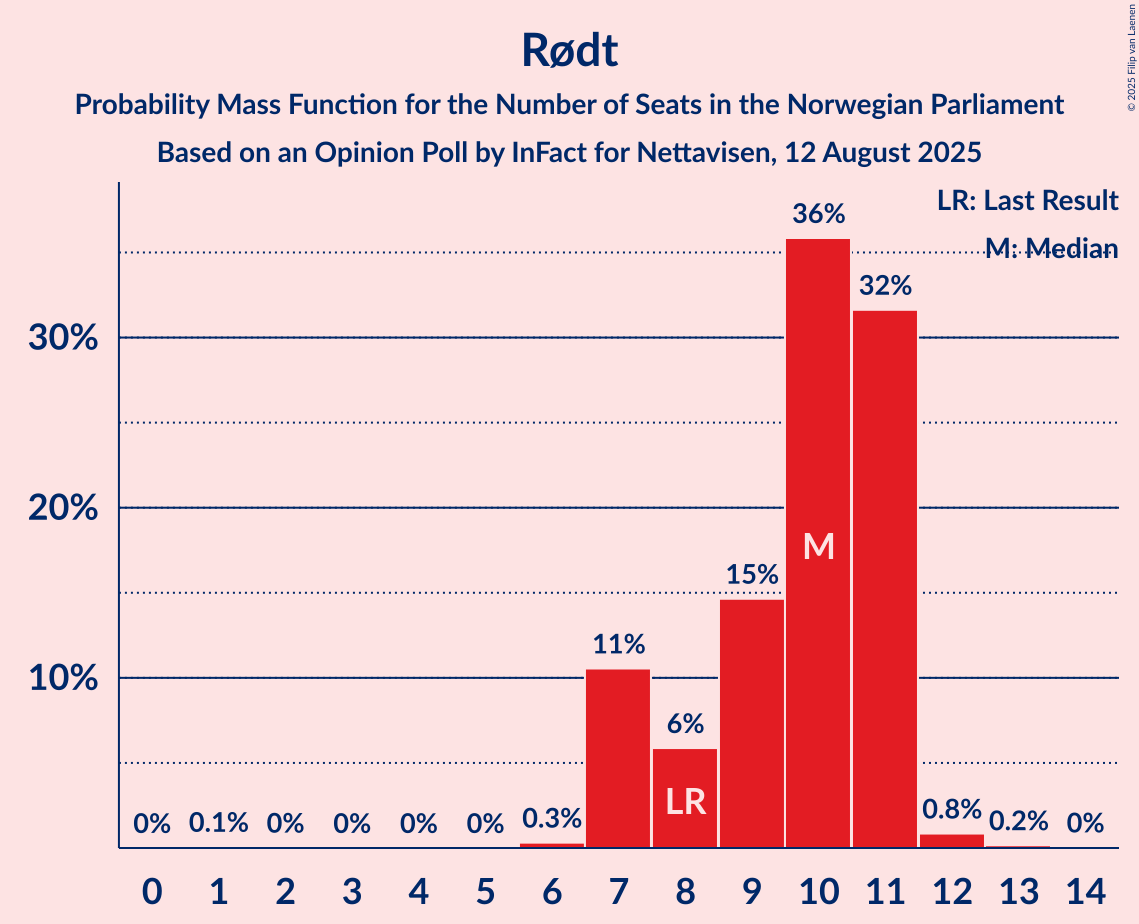 Rødt
Probability Mass Function for the Number of Seats in the Norwegian Parliament
Based on an Opinion Poll by InFact for Nettavisen, 12 August 2025
© 2025 Filip van Laenen
LR: Last Result
M: Median
36%
32%
30%
20%
M
15%
11%
10%
6%
LR
0% 0.1% 0% 0% 0% 0% 0.3% 0.8% 0.2% 0%
0 1 2 3 4 5 6 7 8 9 10 11 12 13 14